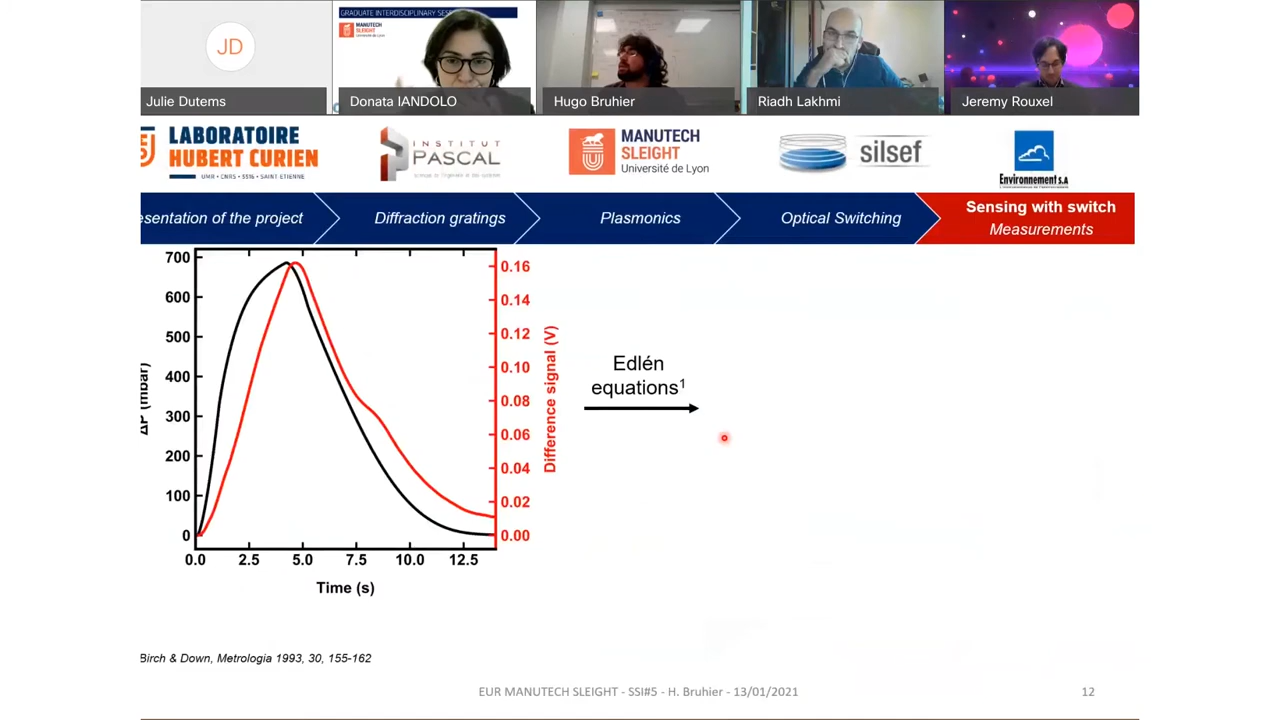 GRADUATE INTERDISCIPLINARY SES
MANUTECH
SLEIGHT
JD
Julie Dutems
Donata IANDOLO
Hugo Bruhier
Riadh Lakhmi
Jeremy Rouxel
LABORATOIRE
HUBERT CURIEN
UMR • CNRS • 5516 • SAINT-ETIENNE
INSTITUT
PASCAL
MANUTECH
SLEIGHT
Université de Lyon
silsef
Environnement S.A
esentation of the project
Diffraction gratings
Plasmonics
Optical Switching
Sensing with switch
Measurements
700
600
500
400
300
200
100
0
ΔP (mbar)
0.16
0.14
0.12
0.10
0.08
0.06
0.04
0.02
0.00
Difference signal (V)
0.0
2.5
5.0
7.5
10.0
12.5
Time (s)
Edlén
equations¹
Birch & Down, Metrologia 1993, 30, 155-162
EUR MANUTECH SLEIGHT - SSI#5 - H. Bruhier - 13/01/2021
12